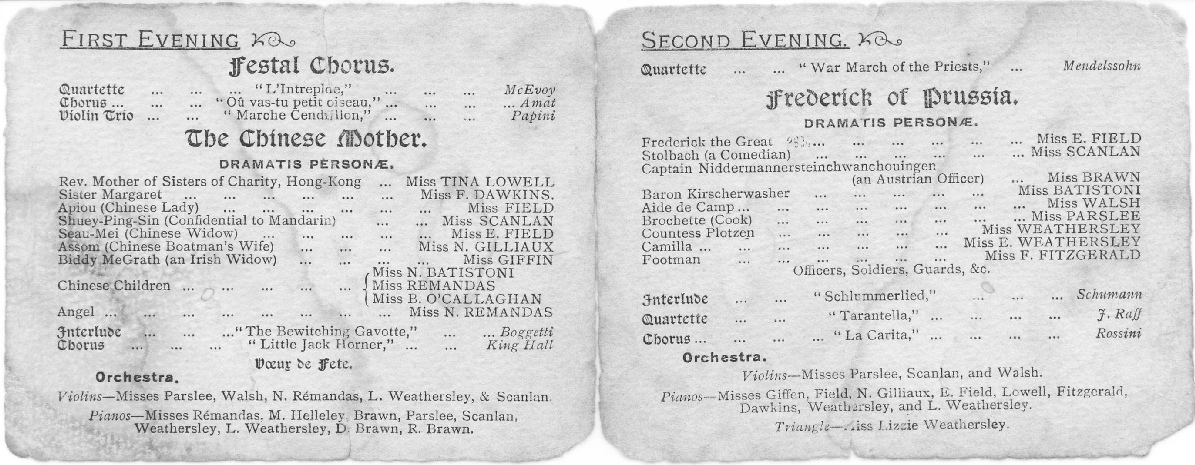 FIRST EVENING
Festal Chorus.
Quartette ... ... ... "L'Intrepide," ... ... ... McEvoy
Chorus ... ... ... "Oû vas-tu petit oiseau," ... ... ... ... Amat
Violin Trio ... ... "Marche Cendrillon," ... ... ... Papini
The Chinese Mother.
DRAMATIS PERSONÆ.
Rev. Mother of Sisters of Charity, Hong-Kong ... Miss TINA LOWELL
Sister Margaret ... ... ... ... ... ... Miss F. DAWKINS.
Apiou (Chinese Lady) ... ... ... ... ... Miss FIELD
Shuey-Ping-Sin (Confidential to Mandarin) ... ... Miss SCANLAN
Seau-Mei (Chinese Widow) ... ... ... ... Miss E. FIELD
Assom (Chinese Boatman's Wife) ... ... ... Miss N. GILLIAUX
Biddy McGrath (an Irish Widow) ... ... ... ... Miss GIFFIN
Miss N. BATISTONI
Chinese Children ... ... ... ... ... Miss REMANDAS
Miss B. O'CALLAGHAN
Angel ... ... ... ... ... ... ... ... Miss N. REMANDAS
Interlude ... ... ..."The Bewitching Gavotte," ... ... Boggetti
Chorus ... ... ... "Little Jack Horner," ... ... King Hall
Vœux de Fete.
Orchestra.
Violins—Misses Parslee, Walsh, N. Rémandas, L. Weathersley, & Scanlan.
Pianos—Misses Rémandas. M. Helleley, Brawn, Parslee, Scanlan,
Weathersley, L. Weathersley, D. Brawn, R. Brawn.
SECOND EVENING.
Quartette ... ... "War March of the Priests," ... Mendelssohn
Frederick of Prussia.
DRAMATIS PERSONÆ.
Frederick the Great ... ... ... ... ... Miss E. FIELD
Stolbach (a Comedian) ... ... ... ... ... ... Miss SCANLAN
Captain Niddermannersteinchwanchouingen
(an Austrian Officer) ... Miss BRAWN
Baron Kirscherwasher ... ... ... ... ... Miss BATISTONI
Aide de Camp ... ... ... ... ... ... ... Miss WALSH
Brochette (Cook) ... ... ... ... ... ... Miss PARSLEE
Countess Plotzen ... ... ... ... ... Miss WEATHERSLEY
Camilla ... ... ... ... ... ... Miss E. WEATHERSLEY
Footman ... ... ... ... ... ... Miss F. FITZGERALD
Officers, Soldiers, Guards, &c.
Interlude ... ... "Schlummerlied," ... ... ... Schumann
Quartette ... ... "Tarantella," ... ... ... ... J. Raff
Chorus ... ... ... ... "La Carita," ... ... ... ... Rossini
Orchestra.
Violins—Misses Parslee, Scanlan, and Walsh.
Pianos—Misses Giffen, Field, N. Gilliaux, E. Field, Lowell, Fitzgerald,
Dawkins, Weathersley, and L. Weathersley.
Triangle—Miss Lizzie Weathersley.